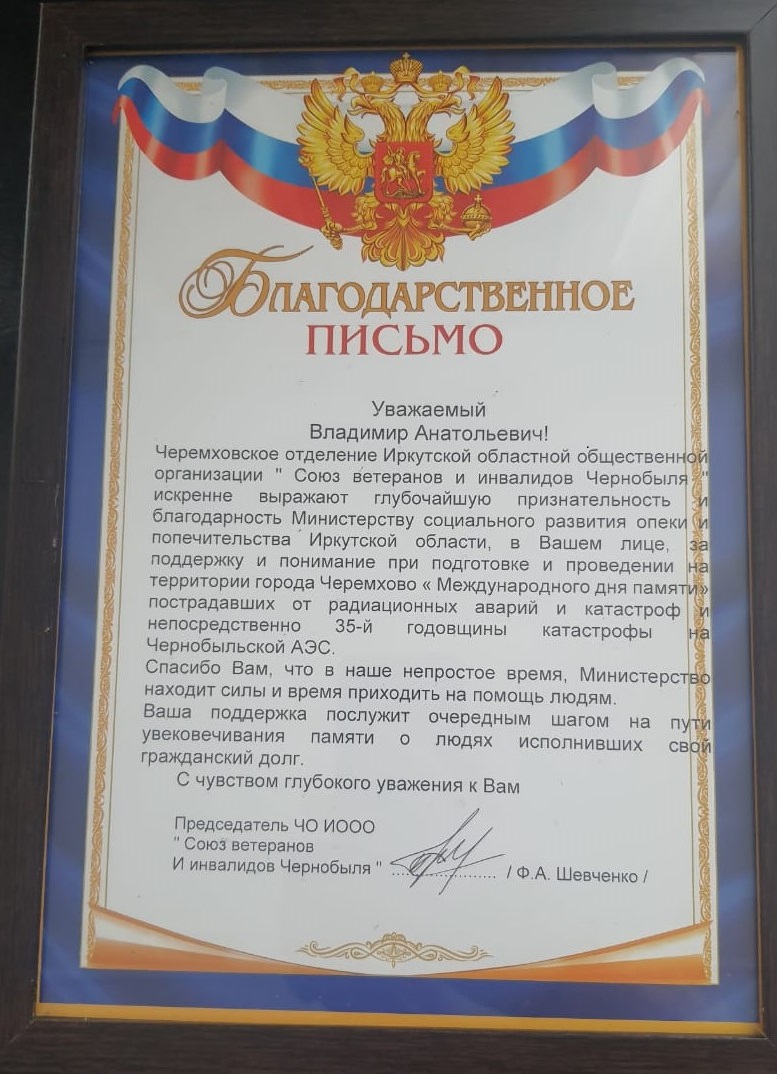 Благодарственное
письмо
Уважаемый
Владимир Анатольевич!
Черемховское отделение Иркутской областной общественной
организации " Союз ветеранов и инвалидов Чернобыля "
искренне выражают глубочайшую признательность и
благодарность Министерству социального развития опеки и
попечительства Иркутской области, в Вашем лице, за
поддержку и понимание при подготовке и проведении на
территории города Черемхово « Международного дня памяти»
пострадавших от радиационных аварий и катастроф и
непосредственно 35-й годовщины катастрофы на
Чернобыльской АЭС.
Спасибо Вам, что в наше непростое время, Министерство
находит силы и время приходить на помощь людям.
Ваша поддержка послужит очередным шагом на пути
увековечивания памяти о людях исполнивших свой
гражданский долг.
С чувством глубокого уважения к Вам
Председатель ЧО ИООО
" Союз ветеранов
И инвалидов Чернобыля " ..................... / Ф.А. Шевченко /